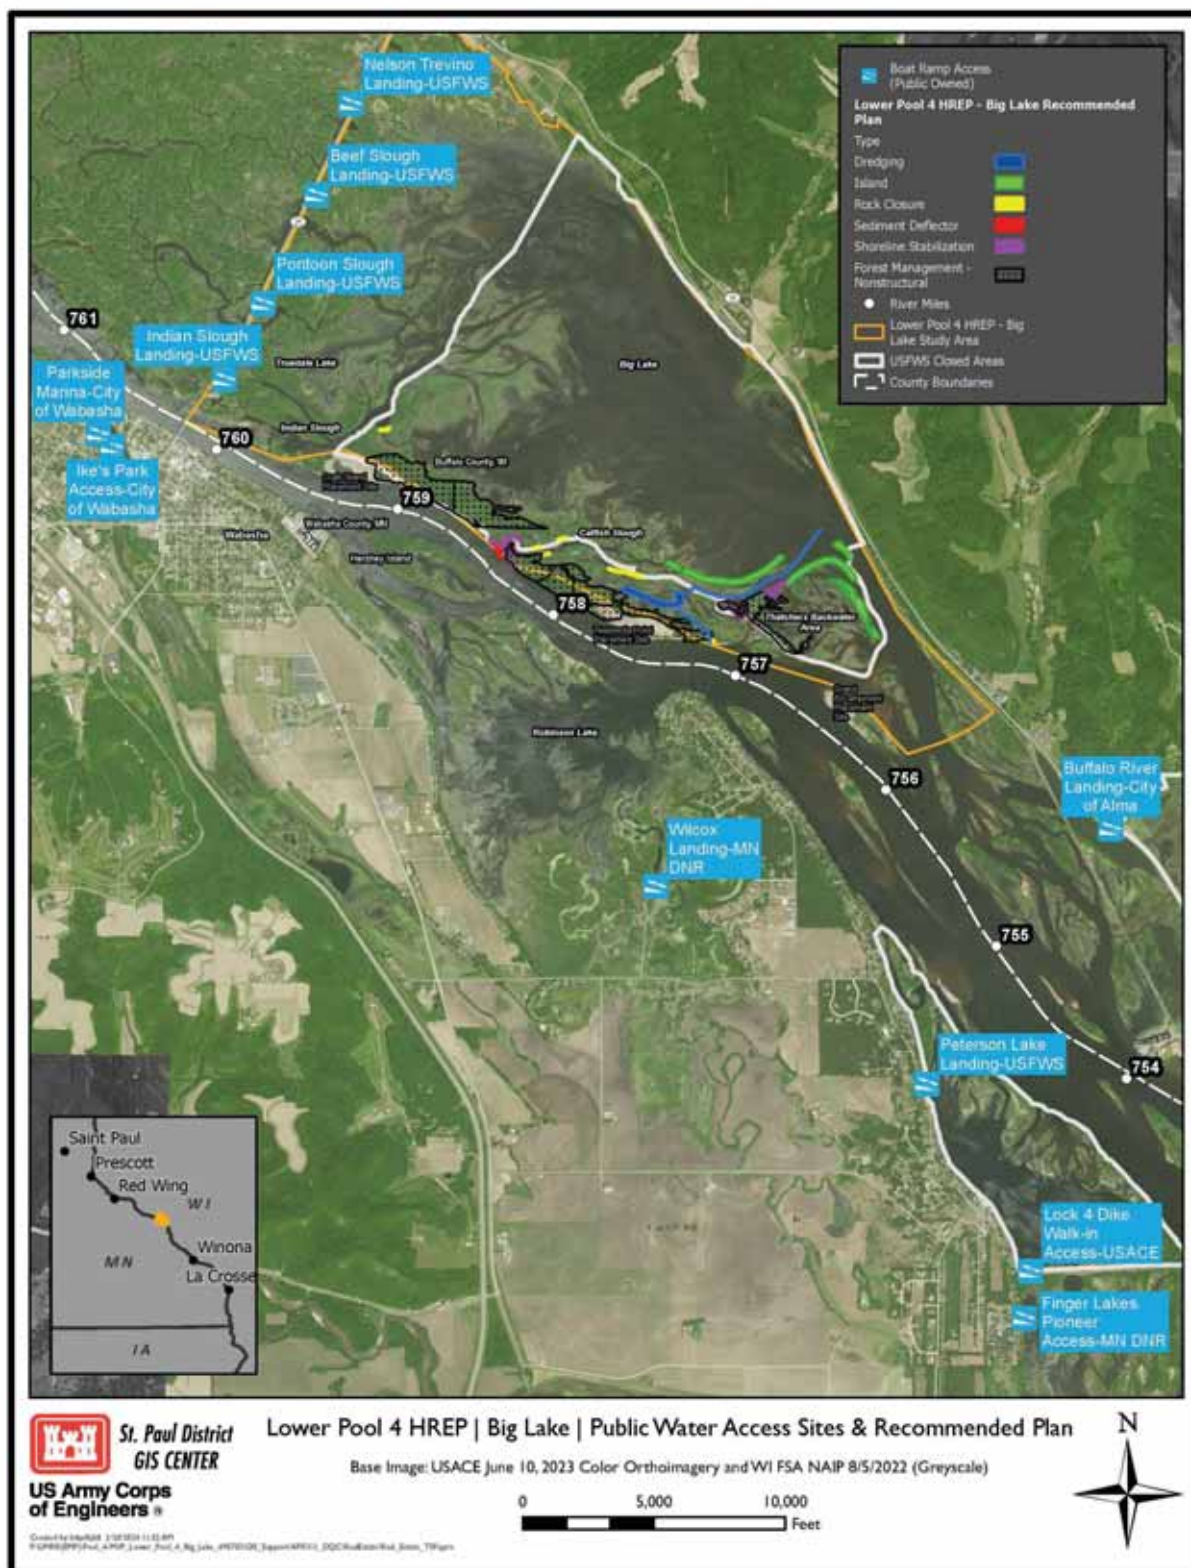 Nelson Trevino
Landing-USFWS
Beef Slough
Landing-USFWS
Pontoon Slough
Landing-USFWS
Indian Slough
Landing-USFWS
Parkside
Marina-City
of Wabasha
Ike's Park
Access-City
of Wabasha
Boat Ramp Access
(Public Owned)
Lower Pool 4 HREP - Big Lake Recommended
Plan
Type
Dredging
Island
Rock Closure
Sediment Deflector
Shoreline Stabilization
Forest Management -
Nonstructural
River Miles
Lower Pool 4 HREP - Big
Lake Study Area
USFWS Closed Areas
County Boundaries
761
760
759
758
757
756
755
754
Truedale Lake
Big Lake
Indian Slough
Buffalo County, WI
Wabasha County, MN
Wabasha
Hershey Island
Catfish Slough
Thatchers Backwater
Area
Robinson Lake
Buffalo River
Landing-City
of Alma
Wilcox
Landing-MN
DNR
Peterson Lake
Landing-USFWS
Lock 4 Dike
Walk-in
Access-USACE
Finger Lakes
Pioneer
Access-MN DNR
Saint Paul
Prescott
Red Wing
WI
MN
Winona
La Crosse
IA
St. Paul District
GIS CENTER
US Army Corps
of Engineers ®
Lower Pool 4 HREP | Big Lake | Public Water Access Sites & Recommended Plan
Base Image: USACE June 10, 2023 Color Orthoimagery and WI FSA NAIP 8/5/2022 (Greyscale)
0 5,000 10,000
Feet
N